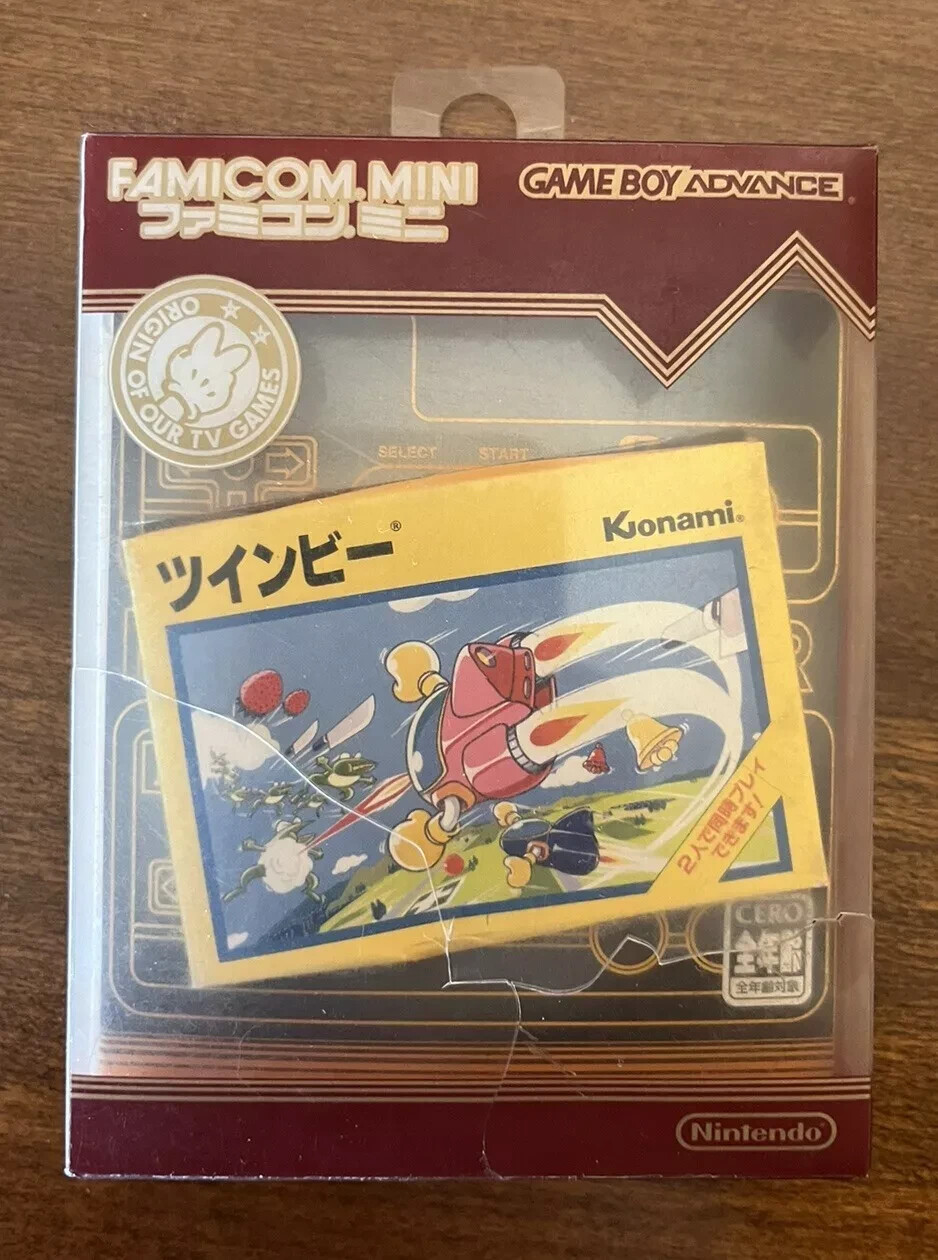 FAMICOM MINI
ファミコン ミニ
GAME BOY ADVANCE
ORIGIN OF OUR TV GAMES
SELECT
START
ツインビー®
Konami®
2人で同時プレイ
できます!
CERO
全年齢
全年齢対象
Nintendo